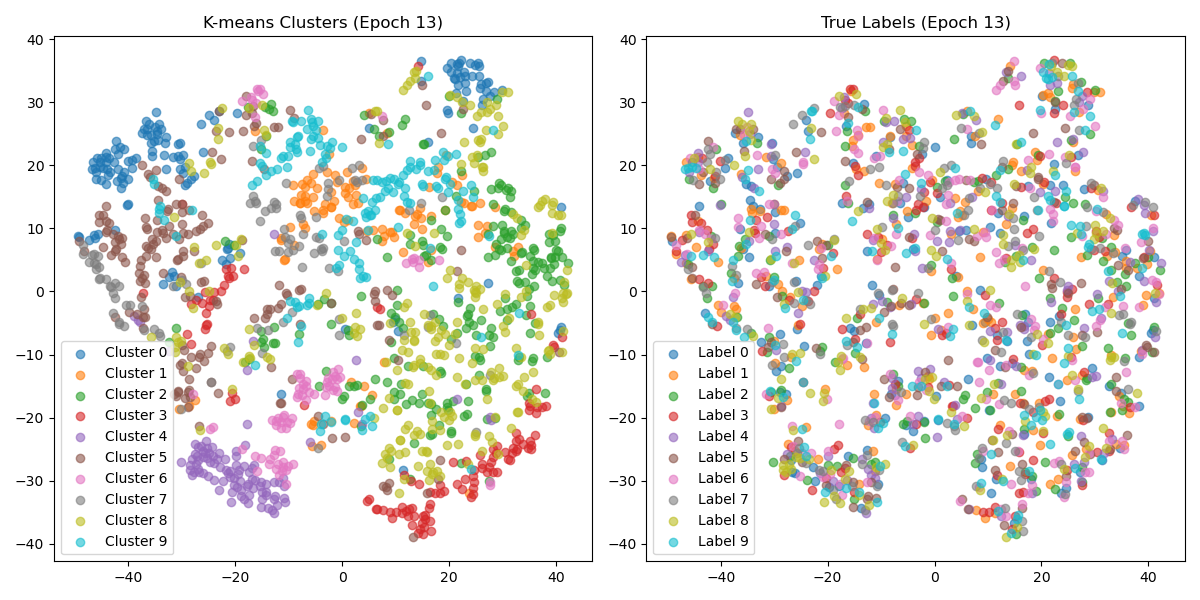 K-means Clusters (Epoch 13)
40
30
20
10
0
−10
−20
−30
−40
−40
−20
0
20
40
Cluster 0
Cluster 1
Cluster 2
Cluster 3
Cluster 4
Cluster 5
Cluster 6
Cluster 7
Cluster 8
Cluster 9
True Labels (Epoch 13)
40
30
20
10
0
−10
−20
−30
−40
−40
−20
0
20
40
Label 0
Label 1
Label 2
Label 3
Label 4
Label 5
Label 6
Label 7
Label 8
Label 9